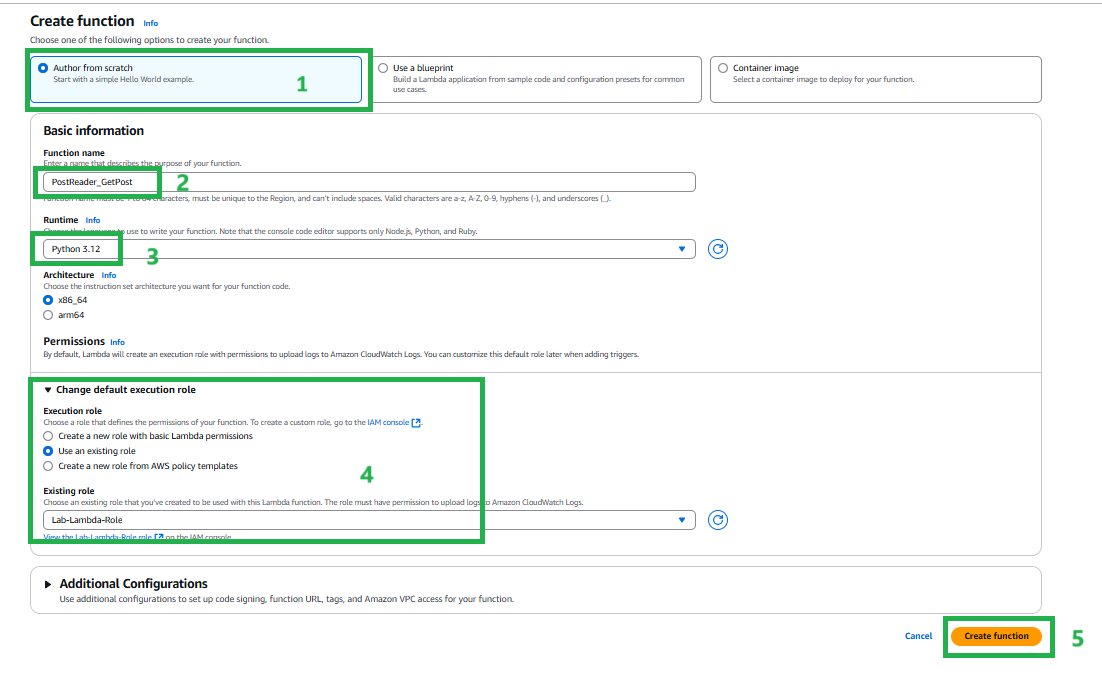 Create function Info
Choose one of the following options to create your function.
Author from scratch
Start with a simple Hello World example.
1
Use a blueprint
Build a Lambda application from sample code and configuration presets for common
use cases.
Container image
Select a container image to deploy for your function.
Basic information
Function name
Enter a name that describes the purpose of your function.
PostReader_GetPost
2
Function name must be 1 to 64 characters, must be unique to the Region, and can't include spaces. Valid characters are a-z, A-Z, 0-9, hyphens (-), and underscores (_).
Runtime Info
Choose the language to use to write your function. Note that the console code editor supports only Node.js, Python, and Ruby.
Python 3.12
3
Architecture Info
Choose the instruction set architecture you want for your function code.
x86_64
arm64
Permissions Info
By default, Lambda will create an execution role with permissions to upload logs to Amazon CloudWatch Logs. You can customize this default role later when adding triggers.
Change default execution role
Execution role
Choose a role that defines the permissions of your function. To create a custom role, go to the IAM console.
Create a new role with basic Lambda permissions
Use an existing role
Create a new role from AWS policy templates
4
Existing role
Choose an existing role that you've created to be used with this Lambda function. The role must have permission to upload logs to Amazon CloudWatch Logs.
Lab-Lambda-Role
View the Lab-Lambda-Role role on the IAM console.
Additional Configurations
Use additional configurations to set up code signing, function URL, tags, and Amazon VPC access for your function.
Cancel
Create function
5